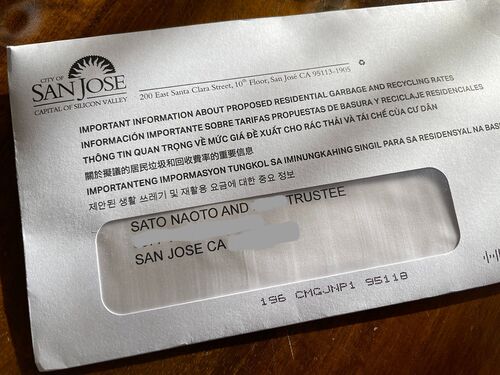 CITY OF
SAN JOSE
CAPITAL OF SILICON VALLEY
200 East Santa Clara Street, 10th Floor, San José CA 95113-1905
IMPORTANT INFORMATION ABOUT PROPOSED RESIDENTIAL GARBAGE AND RECYCLING RATES
INFORMACIÓN IMPORTANTE SOBRE TARIFAS PROPUESTAS DE BASURA Y RECICLAJE RESIDENCIALES
THÔNG TIN QUAN TRỌNG VỀ MỨC GIÁ ĐỀ XUẤT CHO RÁC THẢI VÀ TÁI CHẾ CỦA CƯ DÂN
關於擬議的居民垃圾和回收費率的重要信息
IMPORTANTENG IMPORMASYON TUNGKOL SA IMINUNGKAHING SINGIL PARA SA RESIDENSYAL NA BAS
제안된 생활 쓰레기 및 재활용 요금에 대한 중요 정보
SATO NAOTO AND TRUSTEE
SAN JOSE CA
196 CMGJNP1 95118